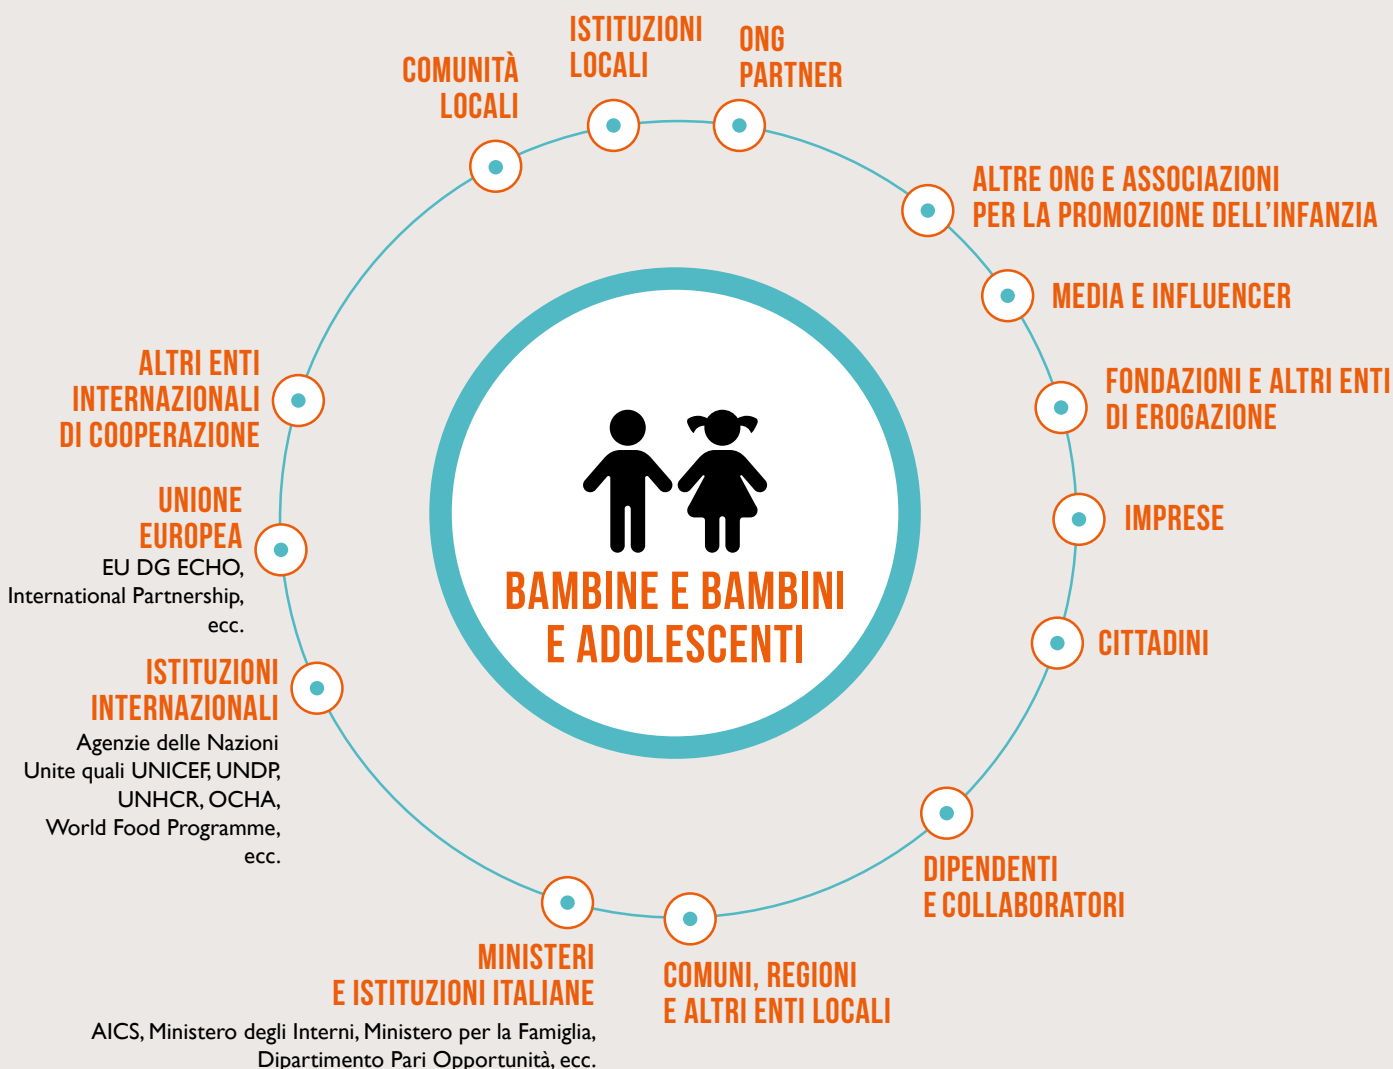 ISTITUZIONI
LOCALI
ONG
PARTNER
COMUNITÀ
LOCALI
ALTRE ONG E ASSOCIAZIONI
PER LA PROMOZIONE DELL'INFANZIA
MEDIA E INFLUENCER
FONDAZIONI E ALTRI ENTI
DI EROGAZIONE
IMPRESE
CITTADINI
DIPENDENTI
E COLLABORATORI
COMUNI, REGIONI
E ALTRI ENTI LOCALI
MINISTERI
E ISTITUZIONI ITALIANE
AICS, Ministero degli Interni, Ministero per la Famiglia,
Dipartimento Pari Opportunità, ecc.
ISTITUZIONI
INTERNAZIONALI
Agenzie delle Nazioni
Unite quali UNICEF, UNDP,
UNHCR, OCHA,
World Food Programme,
ecc.
UNIONE
EUROPEA
EU DG ECHO,
International Partnership,
ecc.
ALTRI ENTI
INTERNAZIONALI
DI COOPERAZIONE
BAMBINE E BAMBINI
E ADOLESCENTI